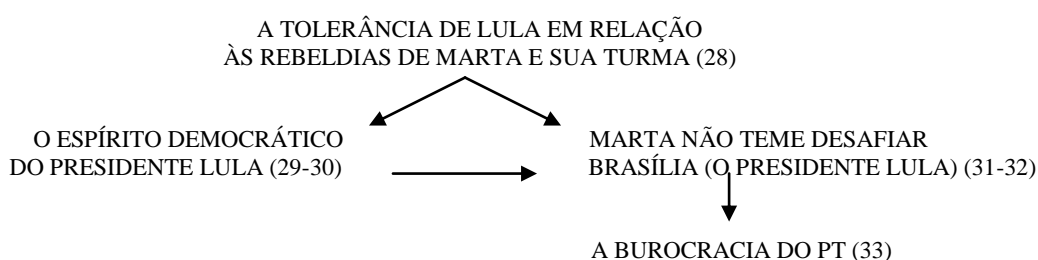 A TOLERÂNCIA DE LULA EM RELAÇÃO
ÀS REBELDIAS DE MARTA E SUA TURMA (28)
O ESPÍRITO DEMOCRÁTICO
DO PRESIDENTE LULA (29-30)
MARTA NÃO TEME DESAFIAR
BRASÍLIA (O PRESIDENTE LULA) (31-32)
A BUROCRACIA DO PT (33)